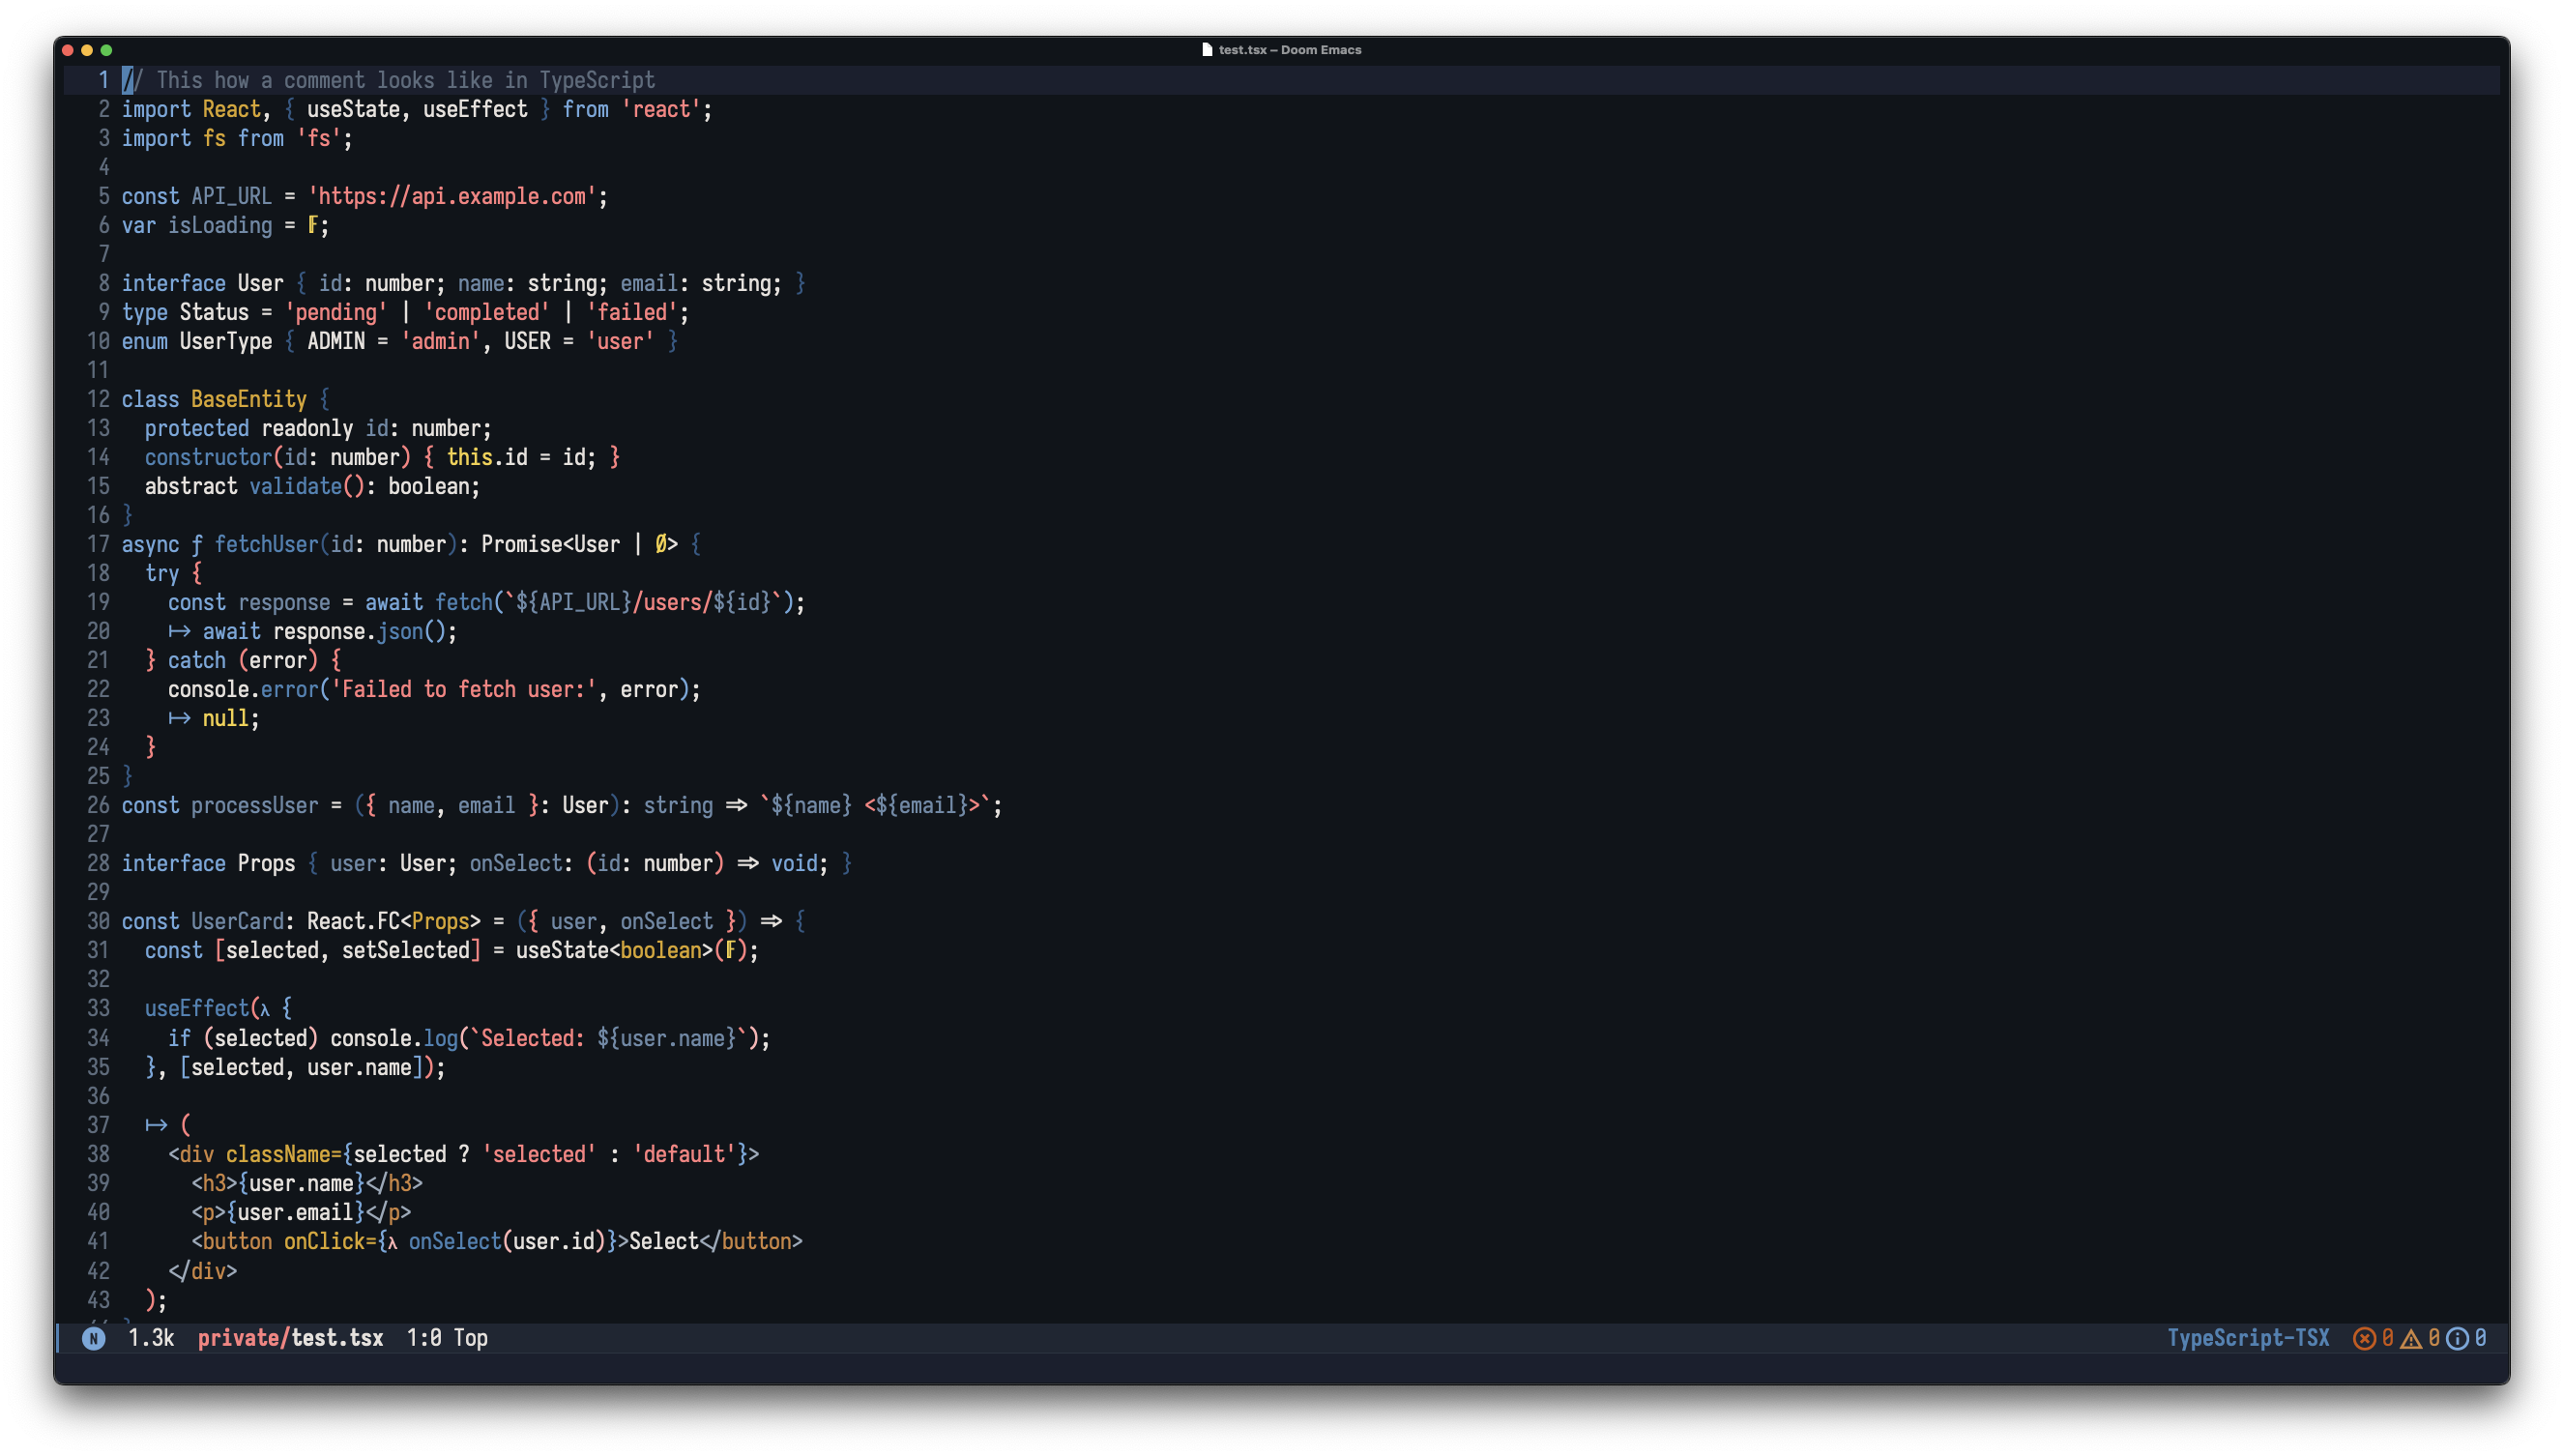 test.tsx – Doom Emacs
1 // This how a comment looks like in TypeScript
2 import React, { useState, useEffect } from 'react';
3 import fs from 'fs';
4
5 const API_URL = 'https://api.example.com';
6 var isLoading = 𝔽;
7
8 interface User { id: number; name: string; email: string; }
9 type Status = 'pending' | 'completed' | 'failed';
10 enum UserType { ADMIN = 'admin', USER = 'user' }
11
12 class BaseEntity {
13   protected readonly id: number;
14   constructor(id: number) { this.id = id; }
15   abstract validate(): boolean;
16 }
17 async ƒ fetchUser(id: number): Promise<User | Ø> {
18   try {
19     const response = await fetch(`${API_URL}/users/${id}`);
20     ↦ await response.json();
21   } catch (error) {
22     console.error('Failed to fetch user:', error);
23     ↦ null;
24   }
25 }
26 const processUser = ({ name, email }: User): string ⇒ `${name} <${email}>`;
27
28 interface Props { user: User; onSelect: (id: number) ⇒ void; }
29
30 const UserCard: React.FC<Props> = ({ user, onSelect }) ⇒ {
31   const [selected, setSelected] = useState<boolean>(𝔽);
32
33   useEffect(λ {
34     if (selected) console.log(`Selected: ${user.name}`);
35   }, [selected, user.name]);
36
37   ↦ (
38     <div className={selected ? 'selected' : 'default'}>
39       <h3>{user.name}</h3>
40       <p>{user.email}</p>
41       <button onClick={λ onSelect(user.id)}>Select</button>
42     </div>
43   );
N 1.3k private/test.tsx 1:0 Top TypeScript-TSX 0 0 0